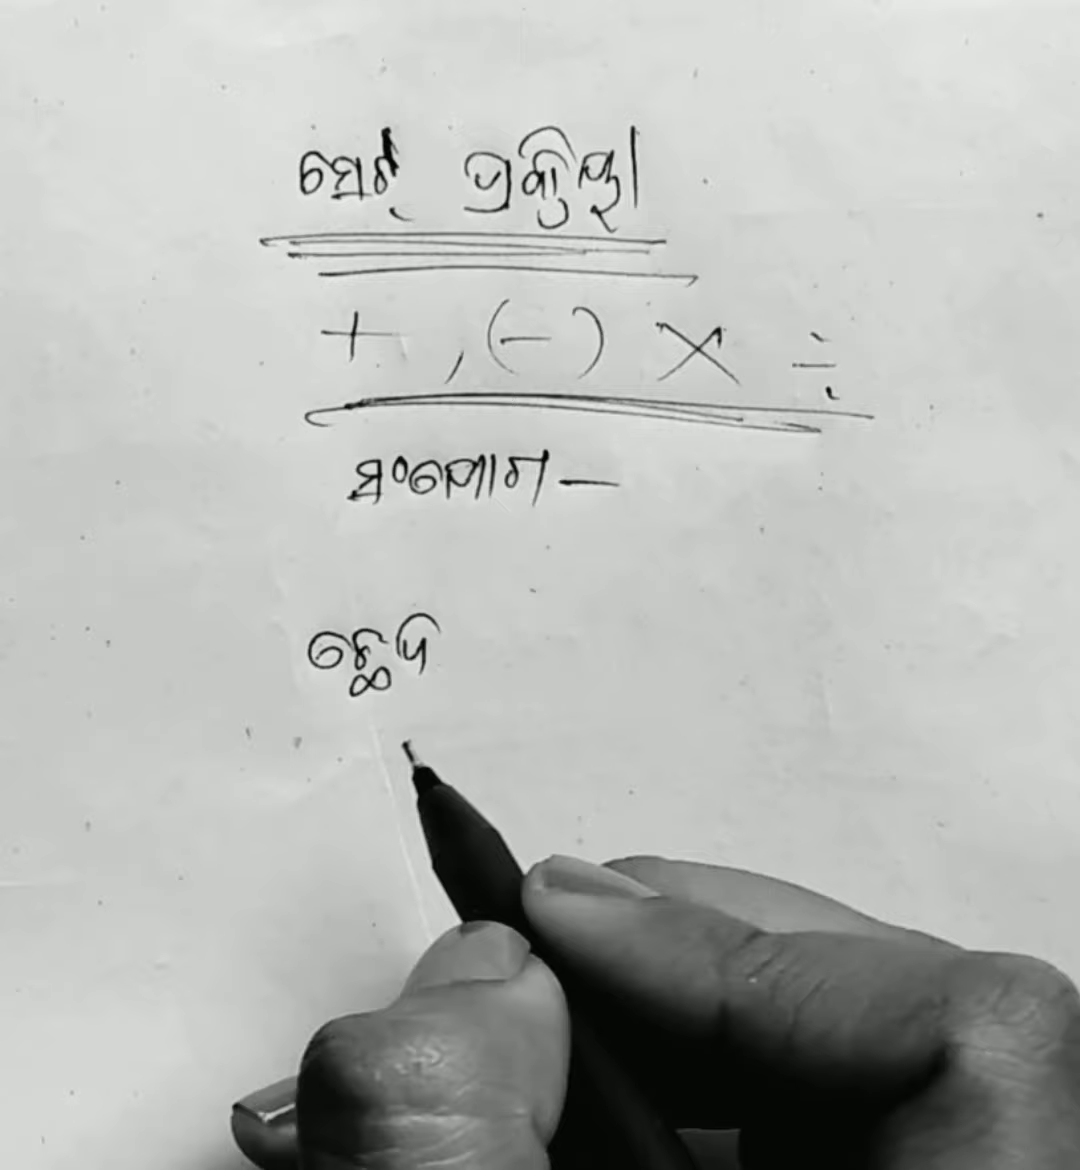 ସେଟ୍ ପ୍ରକ୍ରିୟା
+ , (-) × ÷
ସଂଯୋଗ -
ଛେଦି